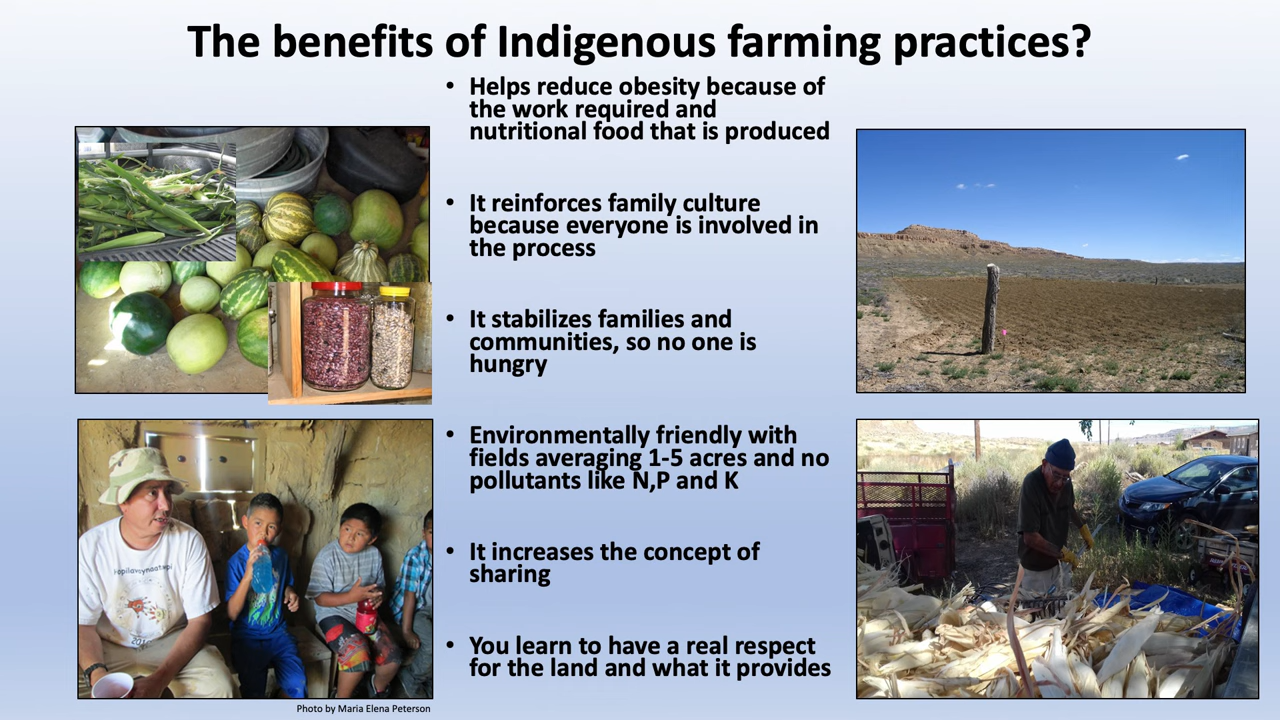 The benefits of Indigenous farming practices?
• Helps reduce obesity because of
the work required and
nutritional food that is produced
• It reinforces family culture
because everyone is involved in
the process
• It stabilizes families and
communities, so no one is
hungry
• Environmentally friendly with
fields averaging 1-5 acres and no
pollutants like N,P and K
• It increases the concept of
sharing
• You learn to have a real respect
for the land and what it provides
Photo by Maria Elena Peterson